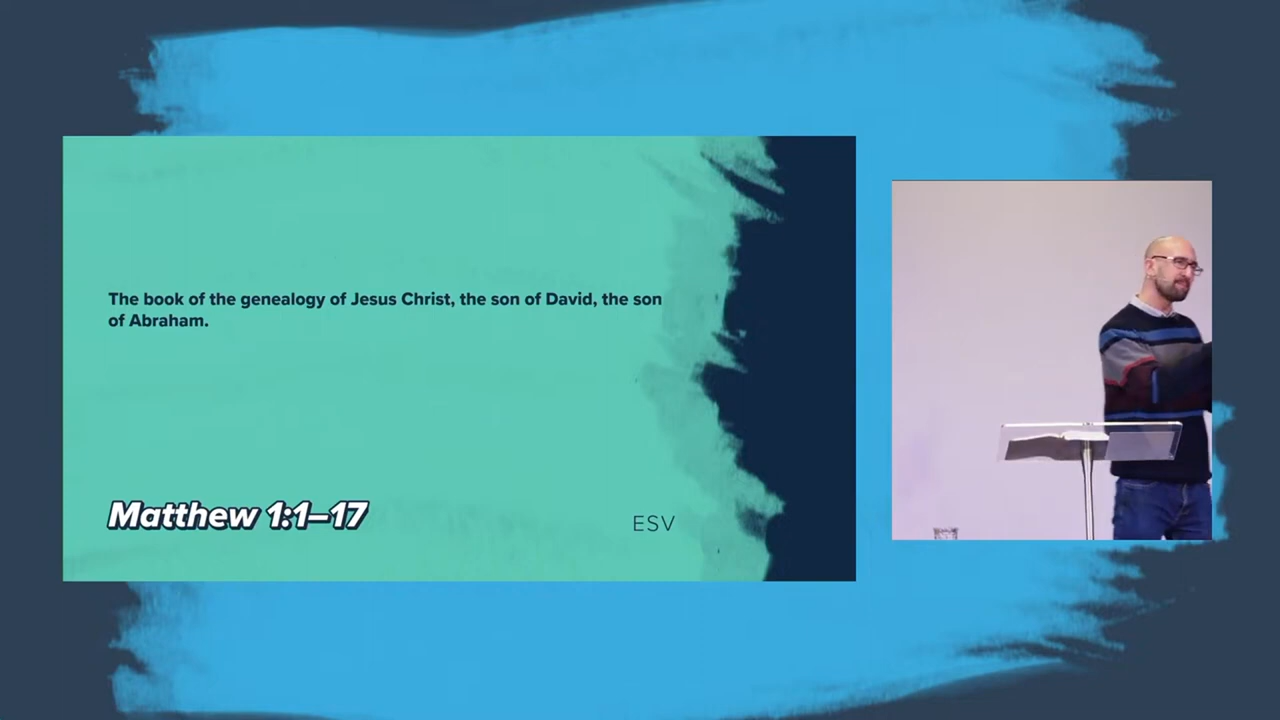 The book of the genealogy of Jesus Christ, the son of David, the son
of Abraham.
Matthew 1:1–17
ESV